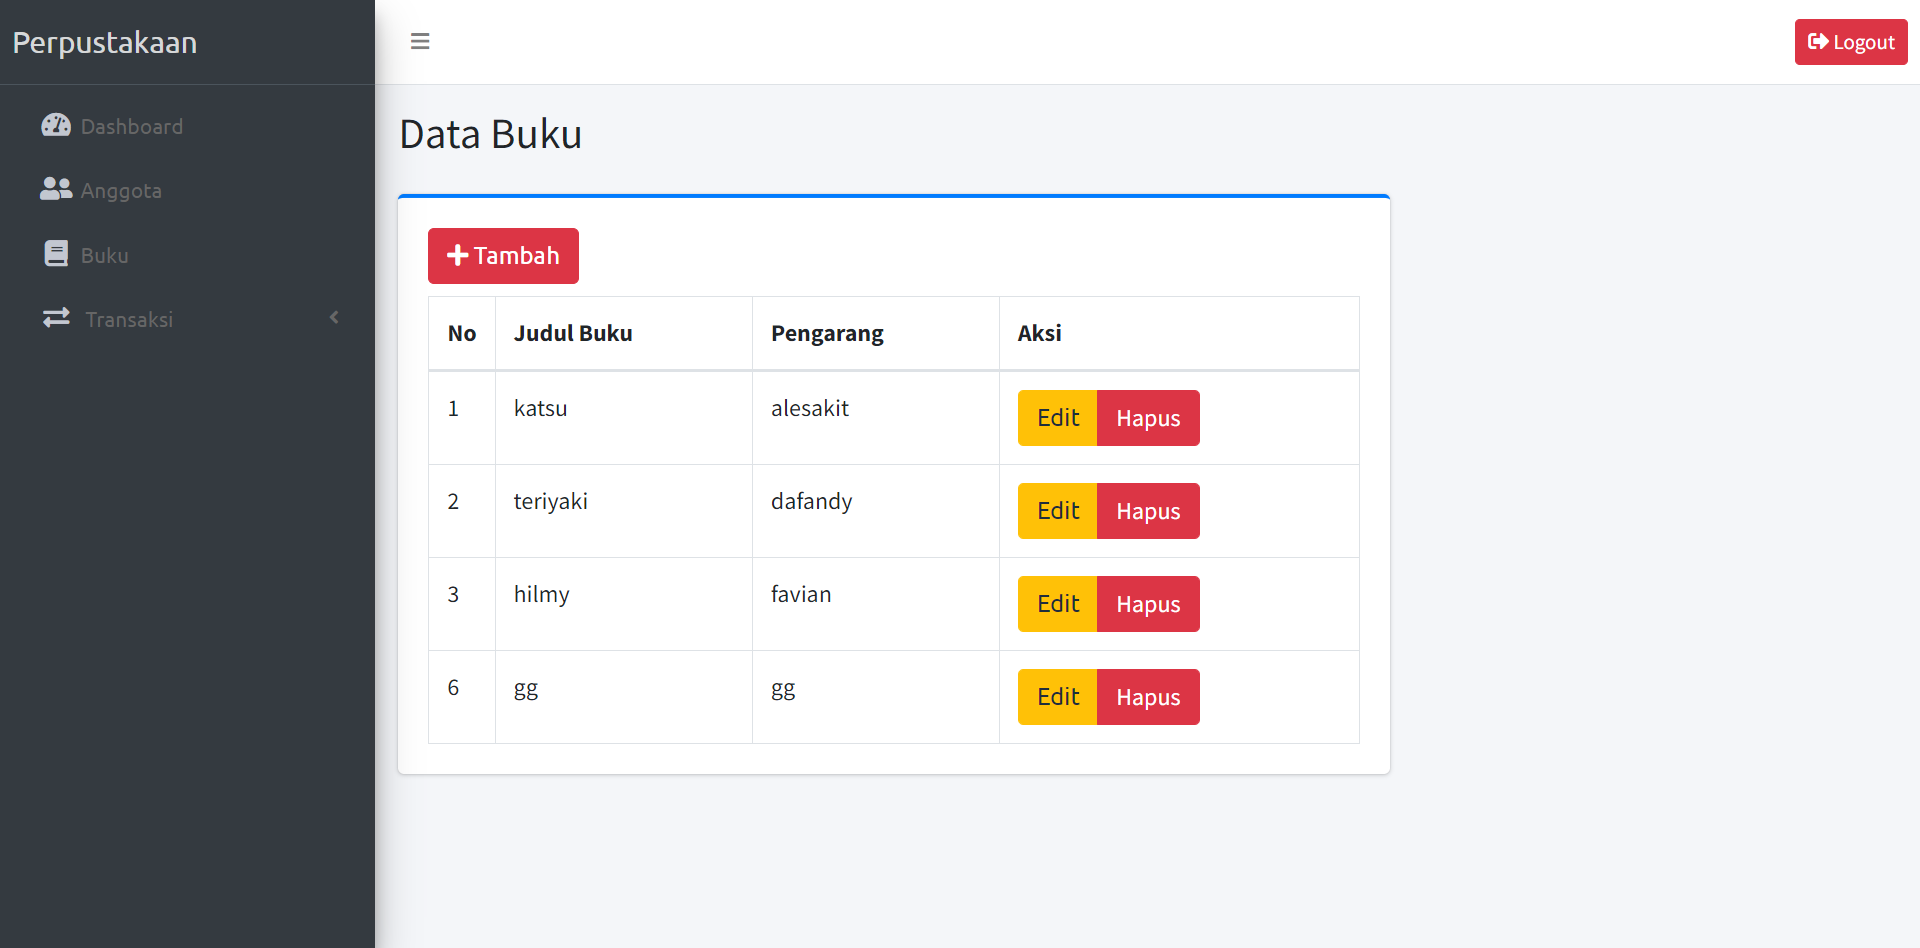 Perpustakaan
Logout
Dashboard
Anggota
Buku
Transaksi
Data Buku
Tambah
No Judul Buku Pengarang Aksi
1 katsu alesakit Edit Hapus
2 teriyaki dafandy Edit Hapus
3 hilmy favian Edit Hapus
6 gg gg Edit Hapus